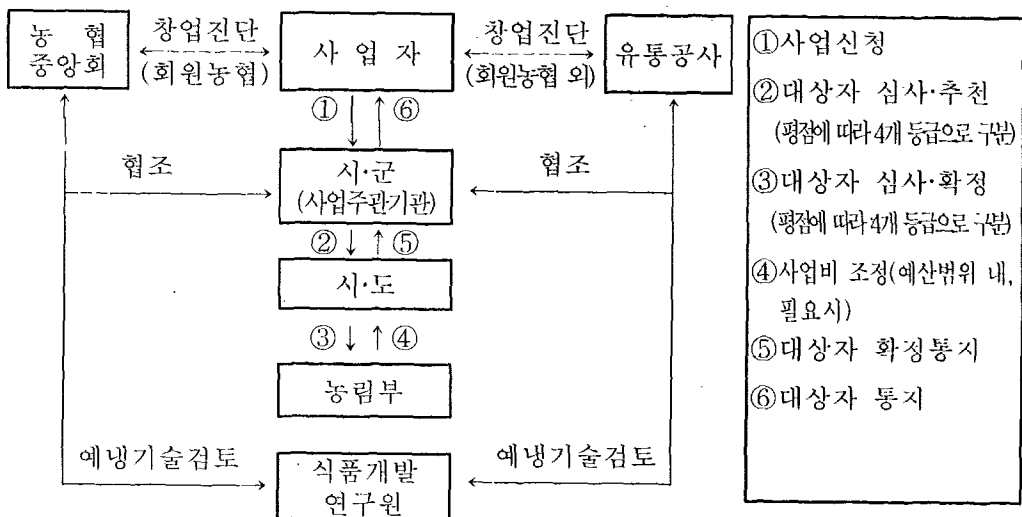 농 협
중앙회
창업진단
(회원농협)
사 업 자
창업진단
(회원농협 외)
유통공사
① ⑥
협조
시·군
(사업주관기관)
협조
② ⑤
시·도
③ ④
농림부
예냉기술검토
식품개발
연구원
예냉기술검토
①사업신청
②대상자 심사·추천
(평점에 따라 4개 등급으로 구분)
③대상자 심사·확정
(평점에 따라 4개 등급으로 구분)
④사업비 조정(예산범위 내,
필요시)
⑤대상자 확정통지
⑥대상자 통지